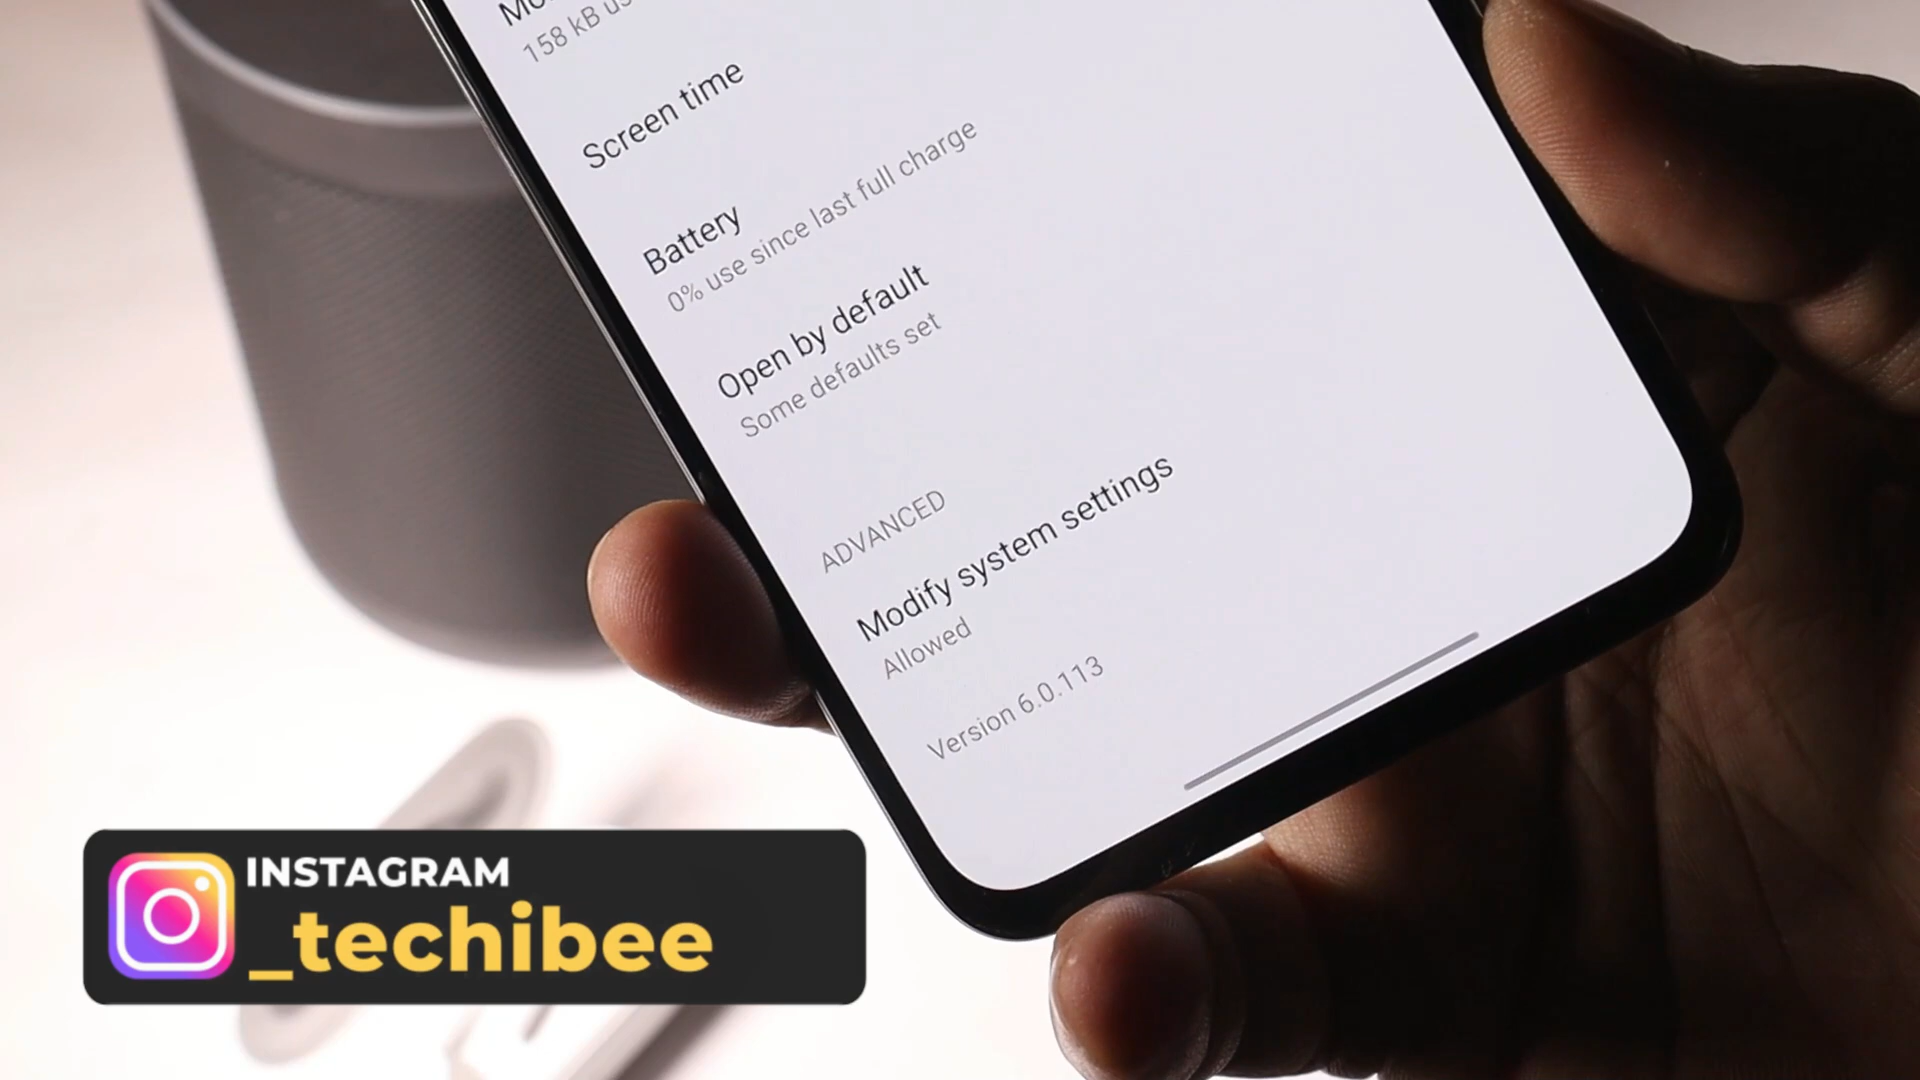 158 kB
Screen time
Battery
0% use since last full charge
Open by default
Some defaults set
ADVANCED
Modify system settings
Allowed
Version 6.0.113
INSTAGRAM
_techibee